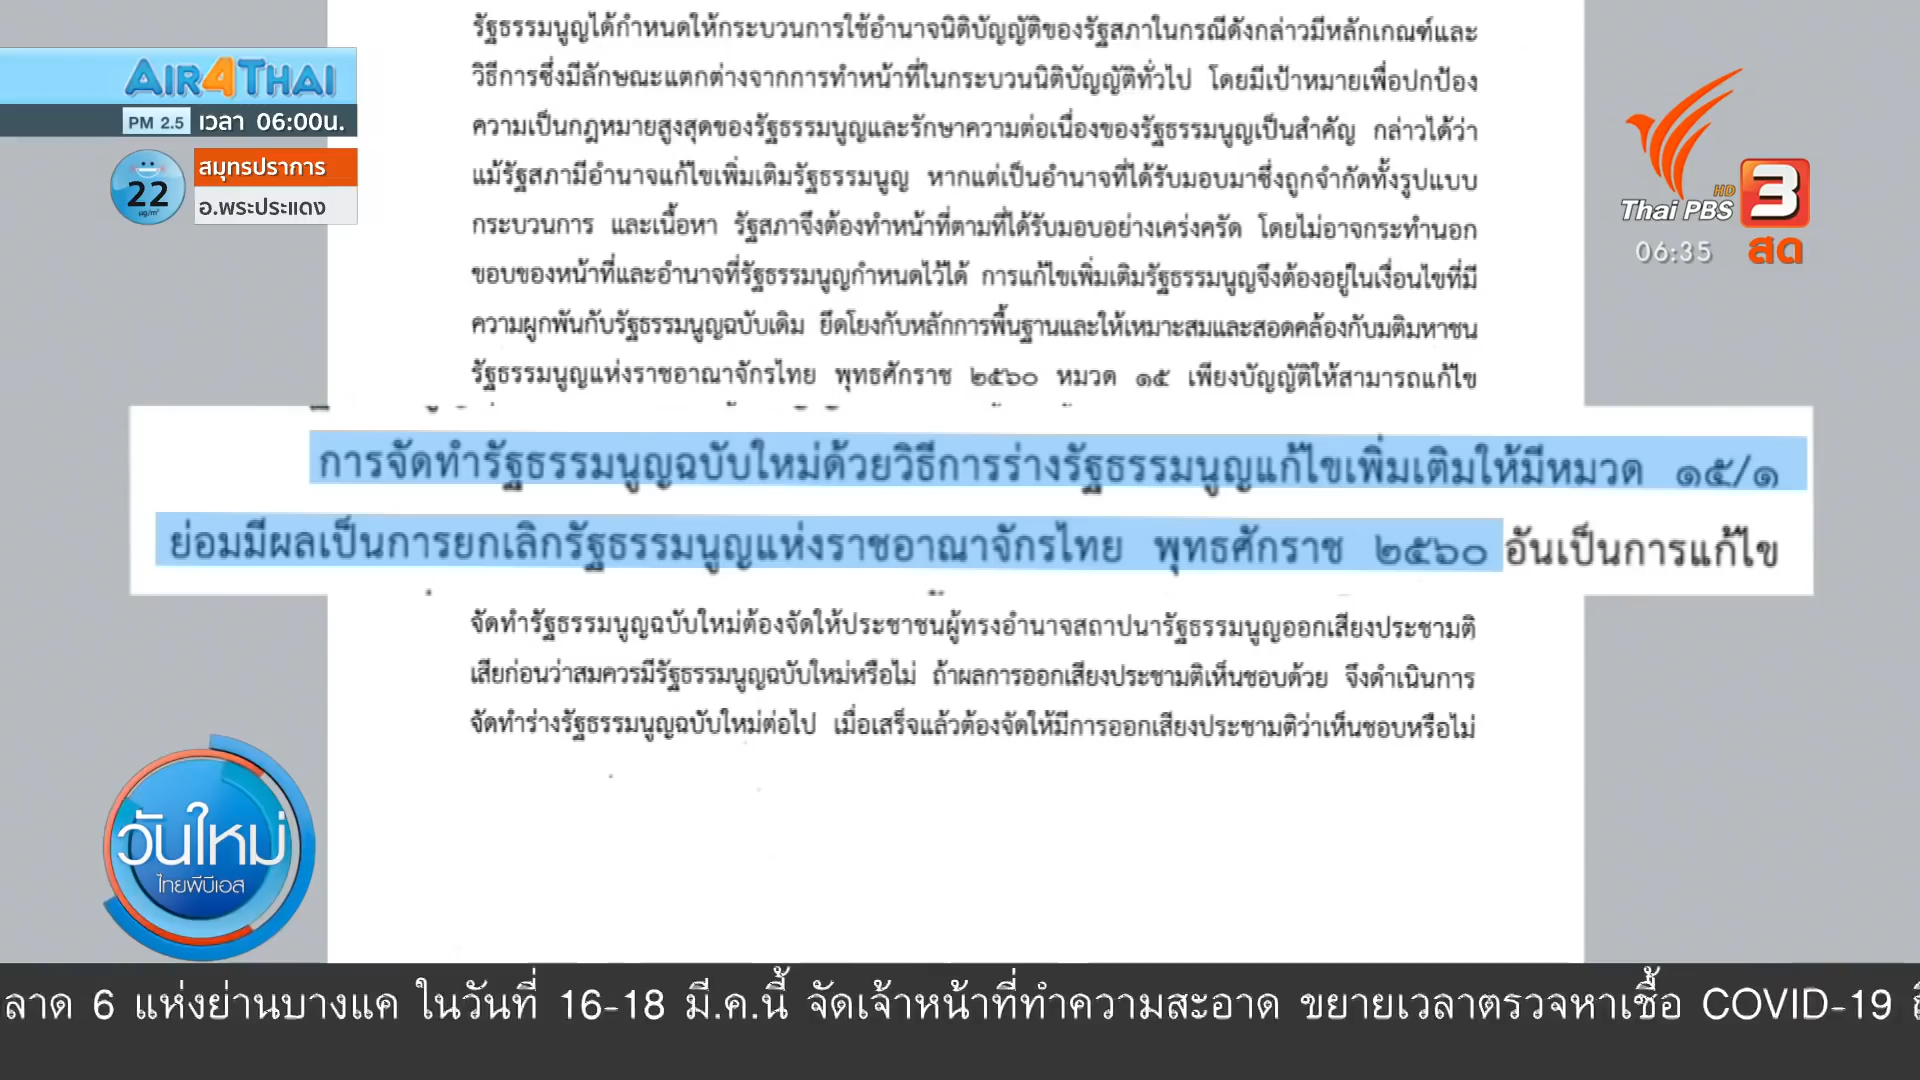 รัฐธรรมนูญได้กำหนดให้กระบวนการใช้อำนาจนิติบัญญัติของรัฐสภาในกรณีดังกล่าวมีหลักเกณฑ์และ
วิธีการซึ่งมีลักษณะแตกต่างจากการทำหน้าที่ในกระบวนนิติบัญญัติทั่วไป โดยมีเป้าหมายเพื่อปกป้อง
ความเป็นกฎหมายสูงสุดของรัฐธรรมนูญและรักษาความต่อเนื่องของรัฐธรรมนูญเป็นสำคัญ กล่าวได้ว่า
แม้รัฐสภามีอำนาจแก้ไขเพิ่มเติมรัฐธรรมนูญ หากแต่เป็นอำนาจที่ได้รับมอบมาซึ่งถูกจำกัดทั้งรูปแบบ
กระบวนการ และเนื้อหา รัฐสภาจึงต้องทำหน้าที่ตามที่ได้รับมอบอย่างเคร่งครัด โดยไม่อาจกระทำนอก
ขอบของหน้าที่และอำนาจที่รัฐธรรมนูญกำหนดไว้ได้ การแก้ไขเพิ่มเติมรัฐธรรมนูญจึงต้องอยู่ในเงื่อนไขที่มี
ความผูกพันกับรัฐธรรมนูญฉบับเดิม ยึดโยงกับหลักการพื้นฐานและให้เหมาะสมและสอดคล้องกับมติมหาชน
รัฐธรรมนูญแห่งราชอาณาจักรไทย พุทธศักราช ๒๕๖๐ หมวด ๑๕ เพียงบัญญัติให้สามารถแก้ไข
การจัดทำรัฐธรรมนูญฉบับใหม่ด้วยวิธีการร่างรัฐธรรมนูญแก้ไขเพิ่มเติมให้มีหมวด ๑๕/๑
ย่อมมีผลเป็นการยกเลิกรัฐธรรมนูญแห่งราชอาณาจักรไทย พุทธศักราช ๒๕๖๐ อันเป็นการแก้ไข
จัดทำรัฐธรรมนูญฉบับใหม่ต้องจัดให้ประชาชนผู้ทรงอำนาจสถาปนารัฐธรรมนูญออกเสียงประชามติ
เสียก่อนว่าสมควรมีรัฐธรรมนูญฉบับใหม่หรือไม่ ถ้าผลการออกเสียงประชามติเห็นชอบด้วย จึงดำเนินการ
จัดทำร่างรัฐธรรมนูญฉบับใหม่ต่อไป เมื่อเสร็จแล้วต้องจัดให้มีการออกเสียงประชามติว่าเห็นชอบหรือไม่
AIR4THAI
PM 2.5 เวลา 06:00น.
22
µg/m³
สมุทรปราการ
อ.พระประแดง
Thai PBS HD 3
06:35 สด
วันใหม่
ไทยพีบีเอส
ลาด 6 แห่งย่านบางแค ในวันที่ 16-18 มี.ค.นี้ จัดเจ้าหน้าที่ทำความสะอาด ขยายเวลาตรวจหาเชื้อ COVID-19